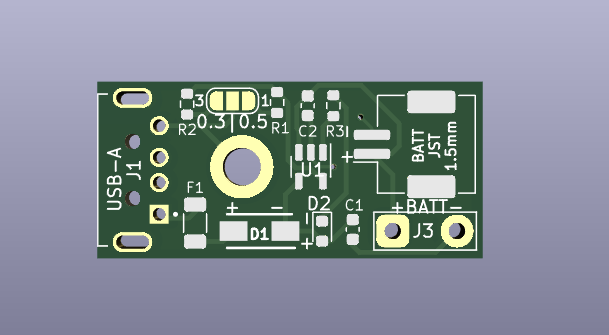 3 1
R2
0.3|0.5
R1
C2
R3
USB-A
J1
U1
+
BATT
JST
1.5mm
F1
+ −
D1
D2
+
C1
+BATT-
J3